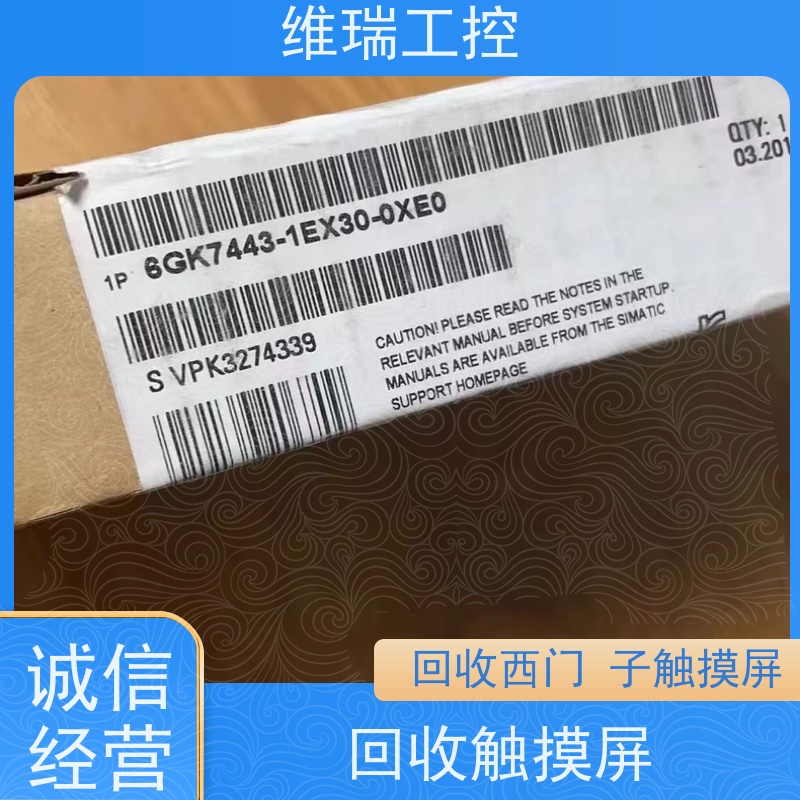 维瑞工控
QTY: 1
03.201
1P 6GK7443-1EX30-0XE0
S VPK3274339
CAUTION! PLEASE READ THE NOTES IN THE
RELEVANT MANUAL BEFORE SYSTEM STARTUP.
MANUALS ARE AVAILABLE FROM THE SIMATIC
SUPPORT HOMEPAGE
诚信
经营
回收西门 子触摸屏
回收触摸屏